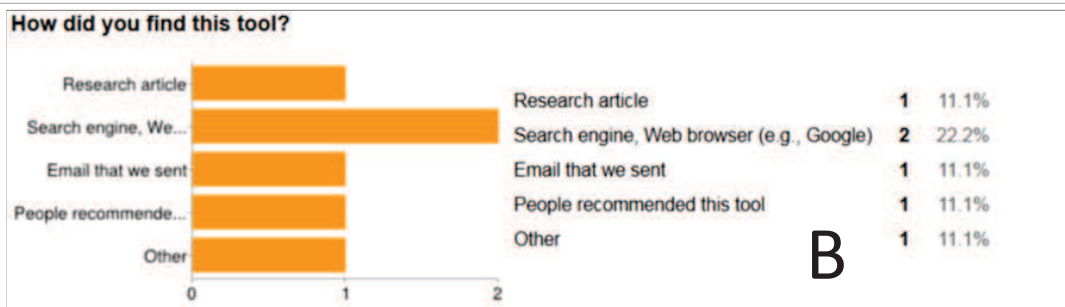 How did you find this tool?
Research article
Search engine, We...
Email that we sent
People recommende...
Other
0 1 2
Research article 1 11.1%
Search engine, Web browser (e.g., Google) 2 22.2%
Email that we sent 1 11.1%
People recommended this tool 1 11.1%
Other 1 11.1%
B